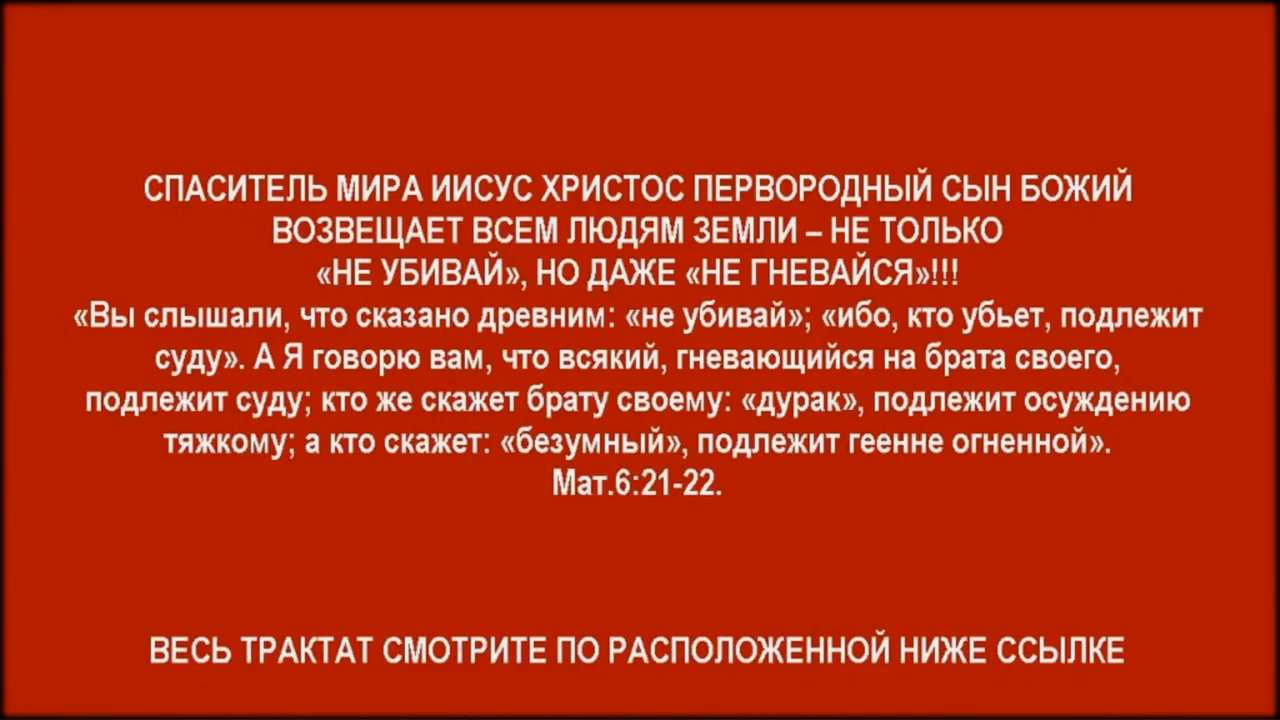 СПАСИТЕЛЬ МИРА ИИСУС ХРИСТОС ПЕРВОРОДНЫЙ СЫН БОЖИЙ
ВОЗВЕЩАЕТ ВСЕМ ЛЮДЯМ ЗЕМЛИ – НЕ ТОЛЬКО
«НЕ УБИВАЙ», НО ДАЖЕ «НЕ ГНЕВАЙСЯ»!!!
«Вы слышали, что сказано древним: «не убивай»; «ибо, кто убьет, подлежит
суду». А Я говорю вам, что всякий, гневающийся на брата своего,
подлежит суду; кто же скажет брату своему: «дурак», подлежит осуждению
тяжкому; а кто скажет: «безумный», подлежит геенне огненной».
Мат.6:21-22.
ВЕСЬ ТРАКТАТ СМОТРИТЕ ПО РАСПОЛОЖЕННОЙ НИЖЕ ССЫЛКЕ